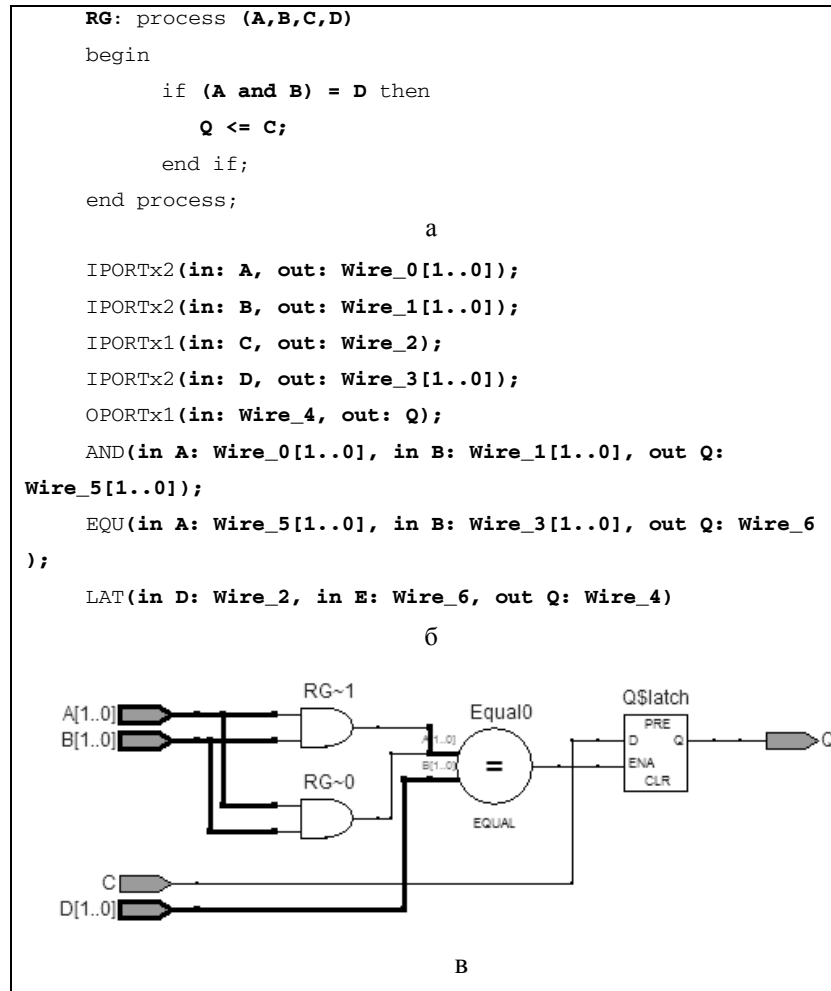 RG: process (A,B,C,D)
begin
if (A and B) = D then
Q <= C;
end if;
end process;
а
IPORTx2(in: A, out: Wire_0[1..0]);
IPORTx2(in: B, out: Wire_1[1..0]);
IPORTx1(in: C, out: Wire_2);
IPORTx2(in: D, out: Wire_3[1..0]);
OPORTx1(in: Wire_4, out: Q);
AND(in A: Wire_0[1..0], in B: Wire_1[1..0], out Q:
Wire_5[1..0]);
EQU(in A: Wire_5[1..0], in B: Wire_3[1..0], out Q: Wire_6
);
LAT(in D: Wire_2, in E: Wire_6, out Q: Wire_4)
б
RG~1
Equal0
Q$latch
A[1..0]
B[1..0]
A[1..0]
B[1..0]
=
PRE
D Q
ENA
CLR
Q
RG~0
EQUAL
C
D[1..0]
в